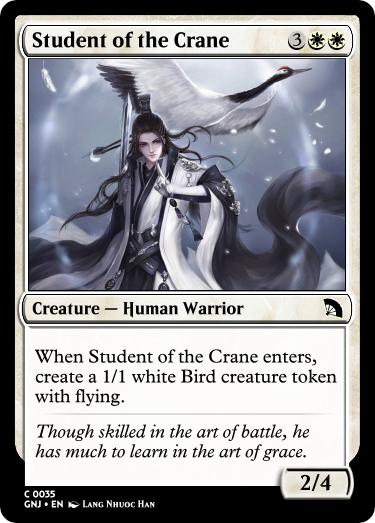 Student of the Crane 3
Creature — Human Warrior
When Student of the Crane enters,
create a 1/1 white Bird creature token
with flying.
Though skilled in the art of battle, he
has much to learn in the art of grace.
2/4
C 0035
GNJ • EN Lang Nhuoc Han